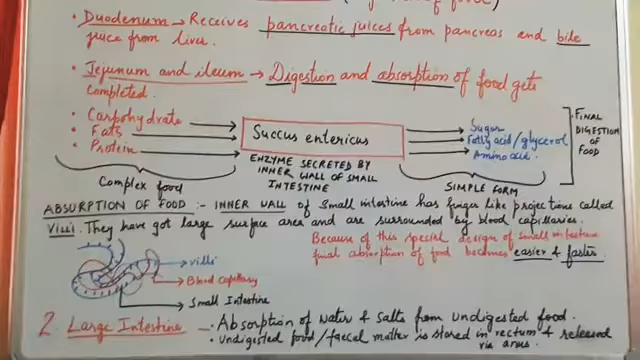 • Duodenum → Receives pancreatic juices from pancreas and bile
juice from liver.
• Jejunum and ileum → Digestion and absorption of food gets
completed.
• Carbohydrate
• Fats
• Protein
Complex food
Succus entericus
ENZYME SECRETED BY
INNER WALL OF SMALL
INTESTINE
Sugar
Fatty acid/glycerol
Amino acid.
SIMPLE FORM
FINAL
DIGESTION
OF
FOOD
ABSORPTION OF FOOD :- INNER WALL of Small intestine has finger like projections called
Villi. They have got large surface area and are surrounded by blood capillaries.
Because of this special design of small intestine
final absorption of food becomes easier & faster.
Villi
Blood capillary
Small Intestine
2. Large Intestine - • Absorption of water & salts from undigested food.
• Undigested food/faecal matter is stored in rectum & released
via anus.